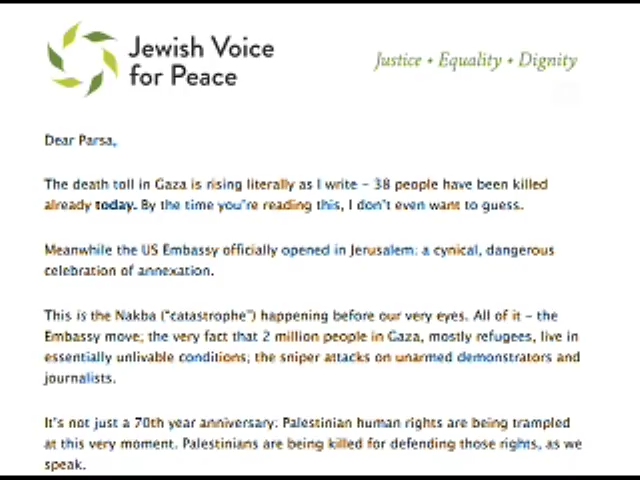 Jewish Voice
for Peace
Justice • Equality • Dignity
Dear Parsa,
The death toll in Gaza is rising literally as I write – 38 people have been killed
already today. By the time you're reading this, I don't even want to guess.
Meanwhile the US Embassy officially opened in Jerusalem: a cynical, dangerous
celebration of annexation.
This is the Nakba ("catastrophe") happening before our very eyes. All of it – the
Embassy move; the very fact that 2 million people in Gaza, mostly refugees, live in
essentially unlivable conditions; the sniper attacks on unarmed demonstrators and
journalists.
It's not just a 70th year anniversary: Palestinian human rights are being trampled
at this very moment. Palestinians are being killed for defending those rights, as we
speak.